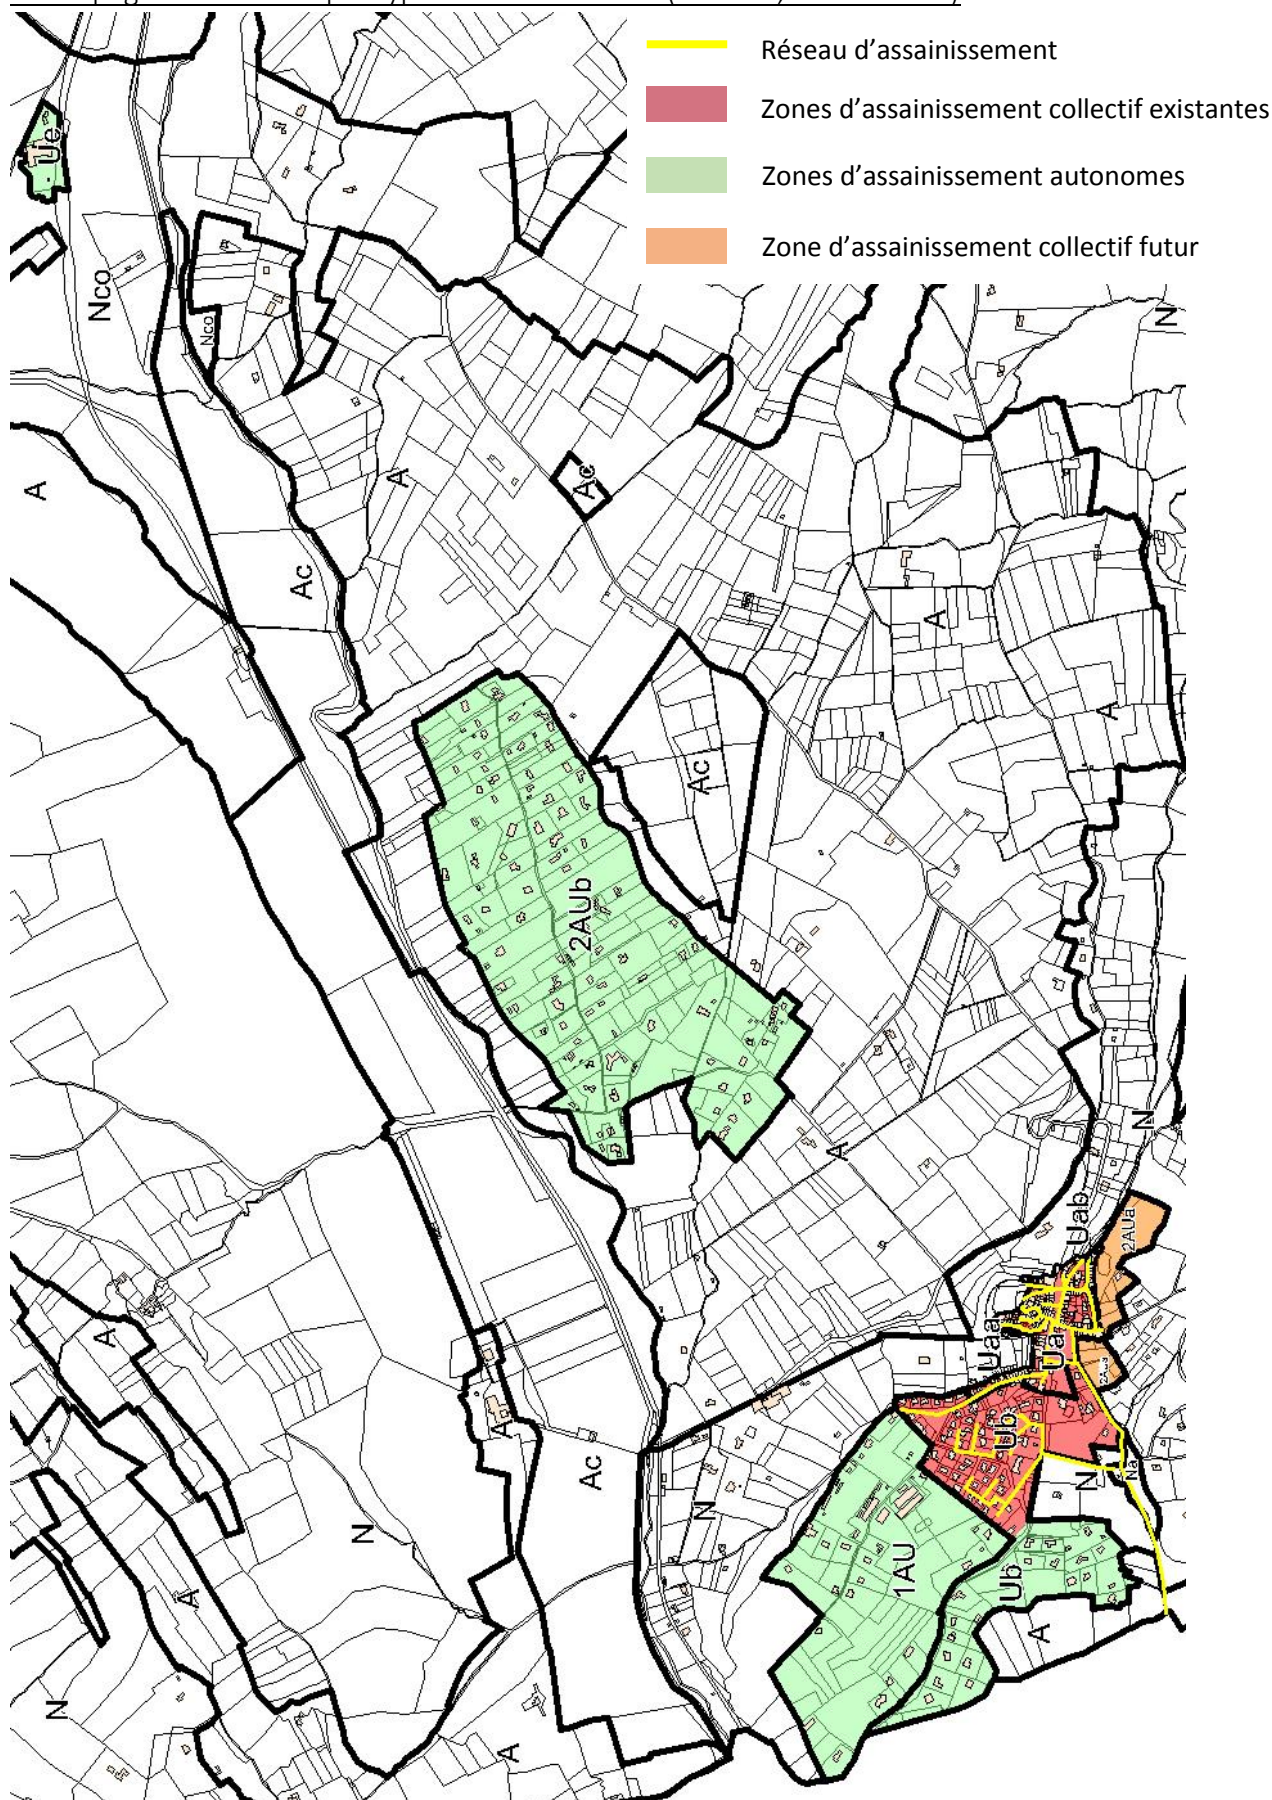 Réseau d'assainissement
Zones d'assainissement collectif existantes
Zones d'assainissement autonomes
Zone d'assainissement collectif futur
Ue
Nco
Nco
N
A
A
Ac
Ac
A
A
Ac
2AUb
N
A
Uab
2AUa
A
Uaa
Ua
2AUa
A
Ub
Ac
N
N
Na
N
1AU
Ub
A
A
N
A